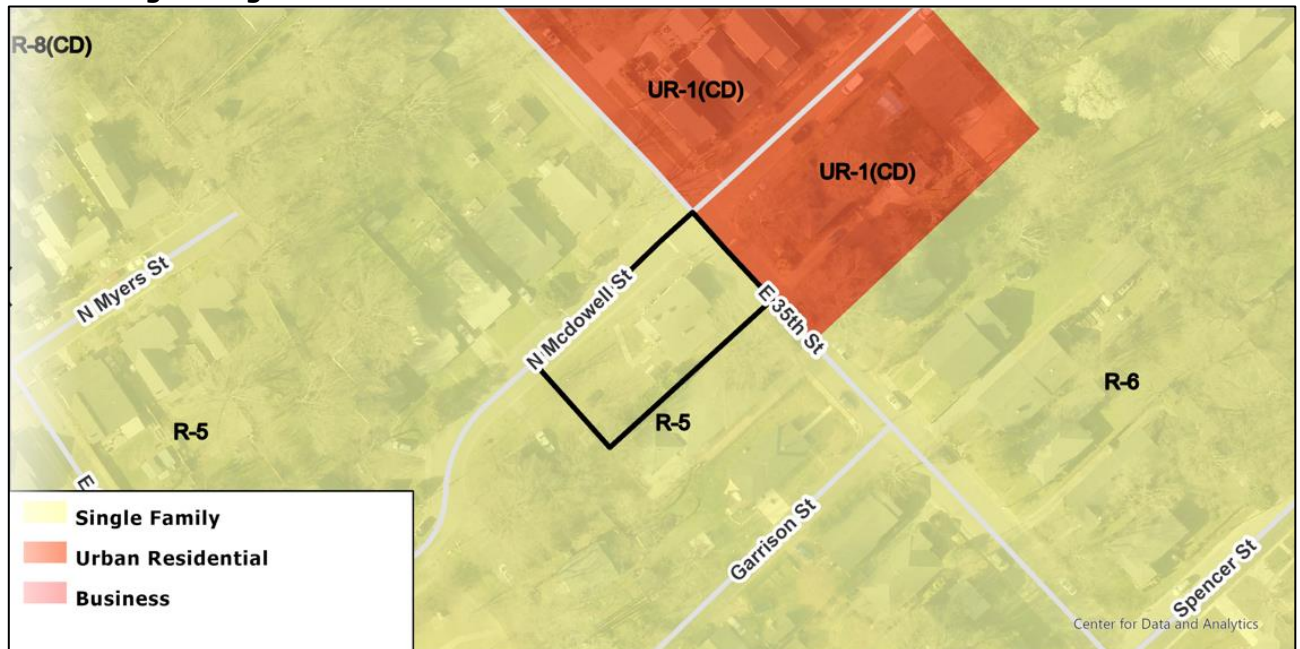 R-8(CD)
UR-1(CD)
UR-1(CD)
N Myers St
N Mcdowell St
E 35th St
R-6
R-5
R-5
E
Garrison St
Spencer St
Single Family
Urban Residential
Business
Center for Data and Analytics